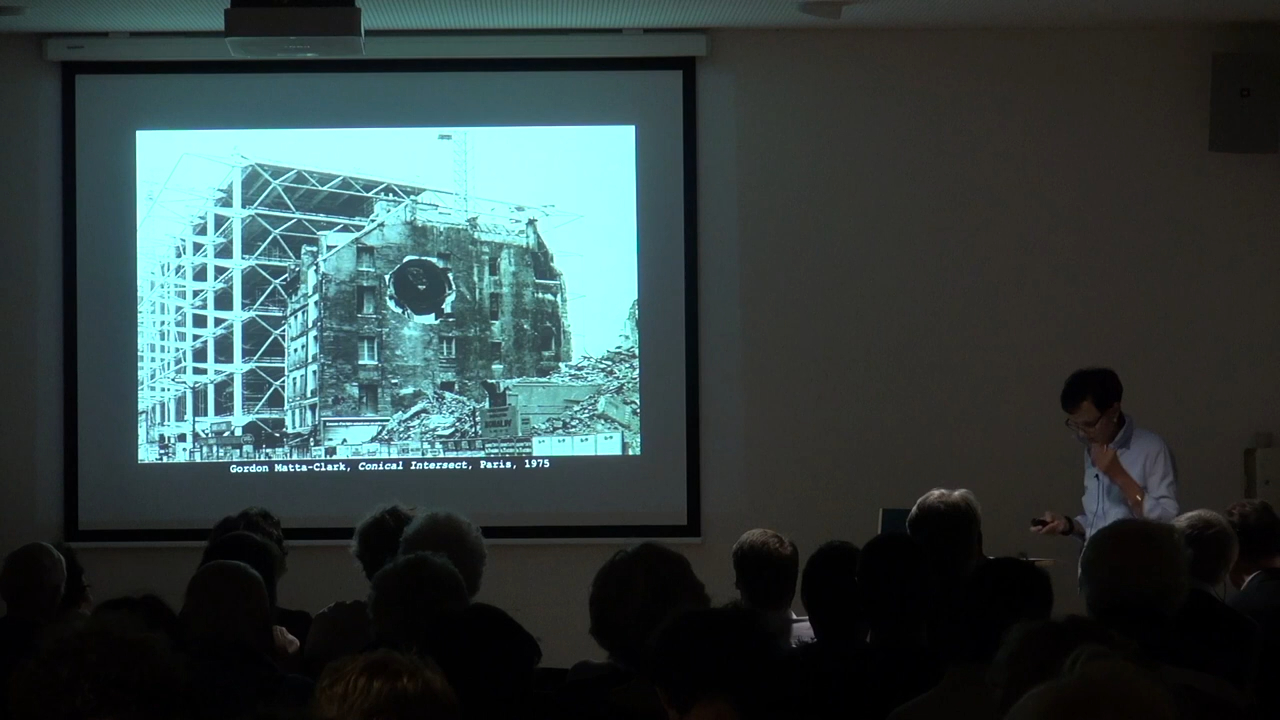 Gordon Matta-Clark, Conical Intersect, Paris, 1975